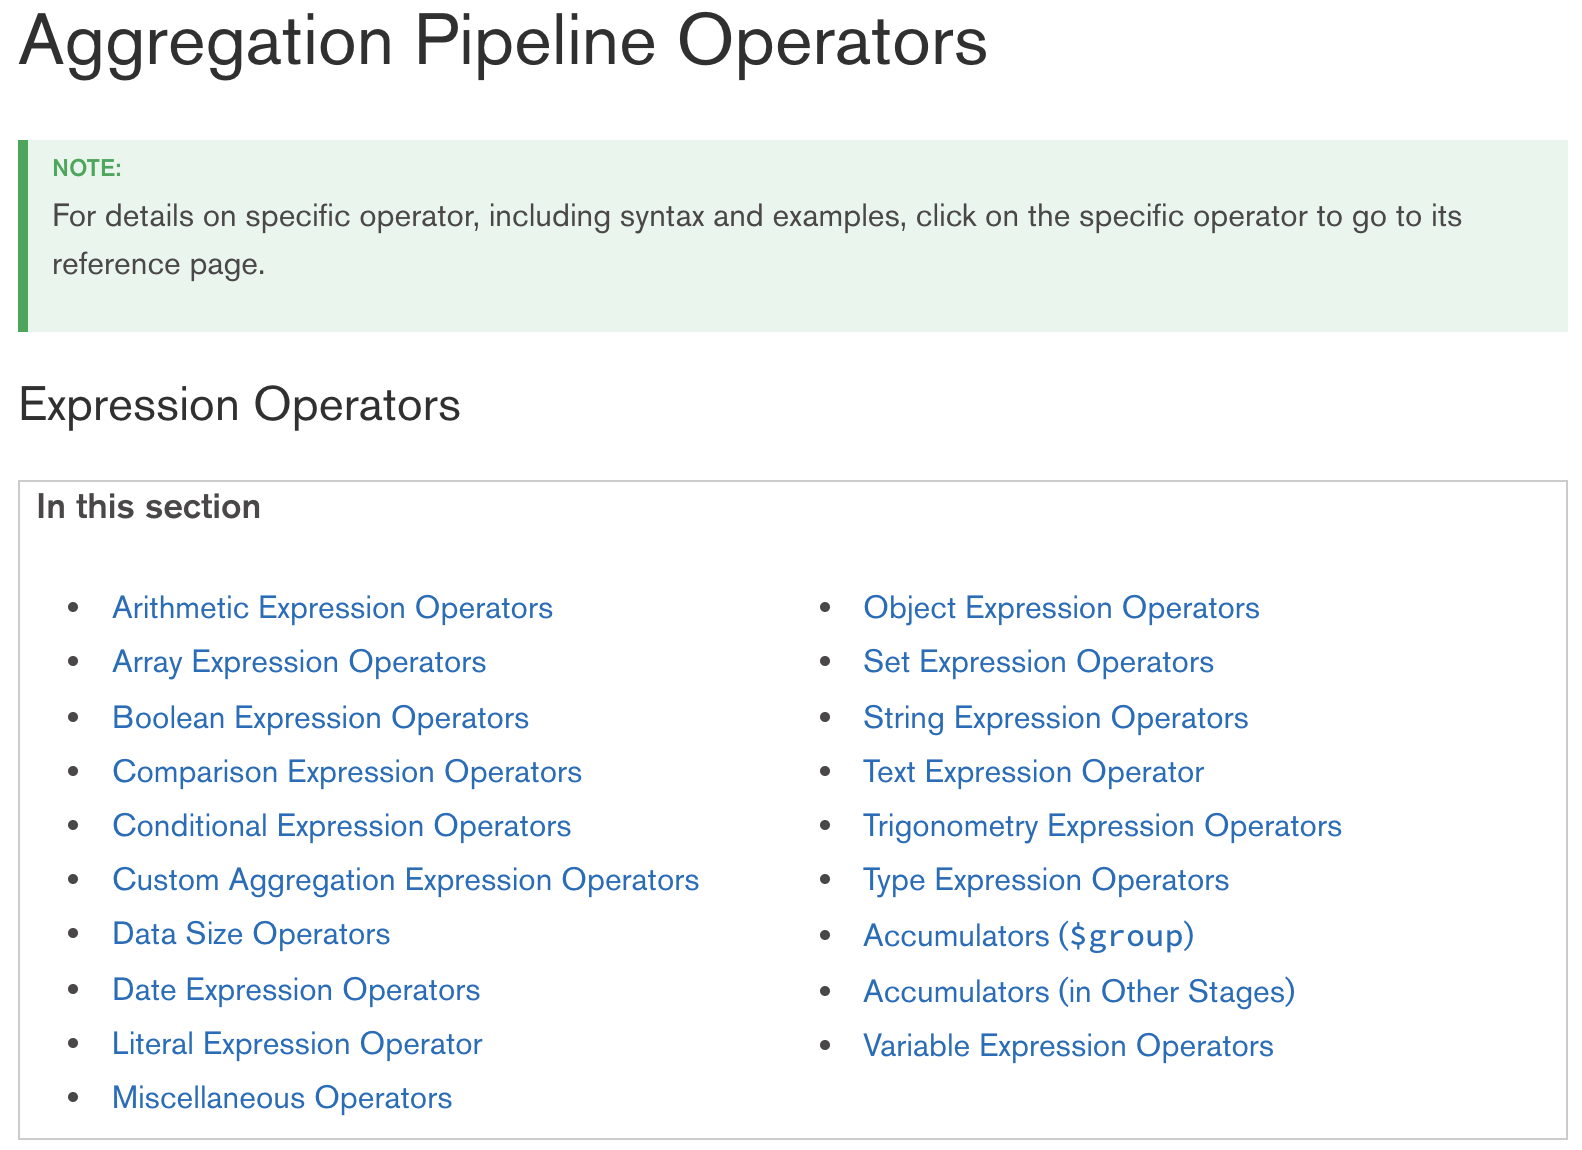 Aggregation Pipeline Operators
NOTE:
For details on specific operator, including syntax and examples, click on the specific operator to go to its
reference page.
Expression Operators
In this section
Arithmetic Expression Operators
Array Expression Operators
Boolean Expression Operators
Comparison Expression Operators
Conditional Expression Operators
Custom Aggregation Expression Operators
Data Size Operators
Date Expression Operators
Literal Expression Operator
Miscellaneous Operators
Object Expression Operators
Set Expression Operators
String Expression Operators
Text Expression Operator
Trigonometry Expression Operators
Type Expression Operators
Accumulators ($group)
Accumulators (in Other Stages)
Variable Expression Operators